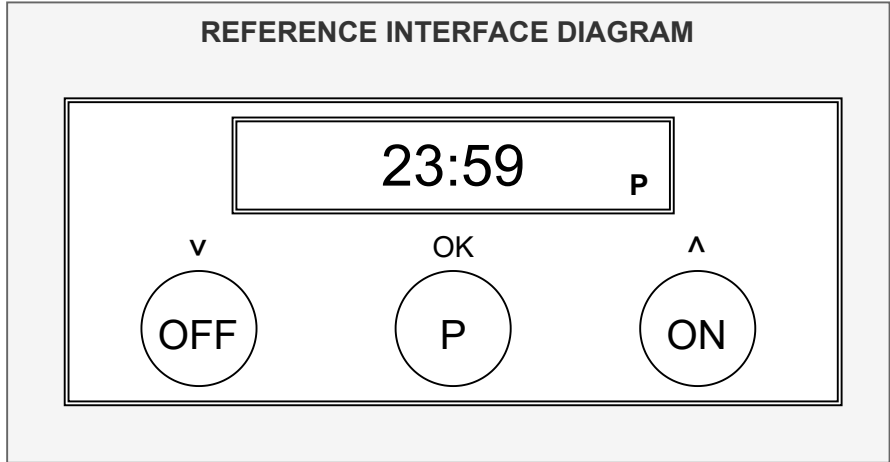 REFERENCE INTERFACE DIAGRAM
23:59 P
v OK ^
OFF P ON